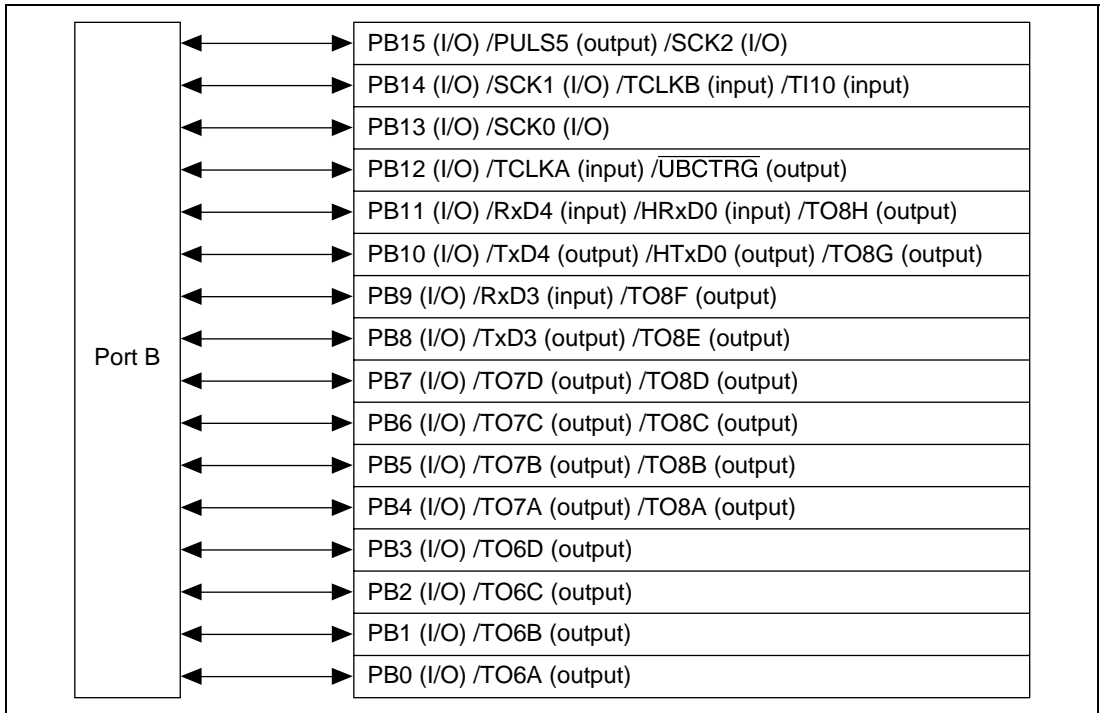 PB15 (I/O) /PULS5 (output) /SCK2 (I/O)
PB14 (I/O) /SCK1 (I/O) /TCLKB (input) /TI10 (input)
PB13 (I/O) /SCK0 (I/O)
PB12 (I/O) /TCLKA (input) /U̅B̅C̅T̅R̅G̅ (output)
PB11 (I/O) /RxD4 (input) /HRxD0 (input) /TO8H (output)
PB10 (I/O) /TxD4 (output) /HTxD0 (output) /TO8G (output)
PB9 (I/O) /RxD3 (input) /TO8F (output)
PB8 (I/O) /TxD3 (output) /TO8E (output)
Port B
PB7 (I/O) /TO7D (output) /TO8D (output)
PB6 (I/O) /TO7C (output) /TO8C (output)
PB5 (I/O) /TO7B (output) /TO8B (output)
PB4 (I/O) /TO7A (output) /TO8A (output)
PB3 (I/O) /TO6D (output)
PB2 (I/O) /TO6C (output)
PB1 (I/O) /TO6B (output)
PB0 (I/O) /TO6A (output)